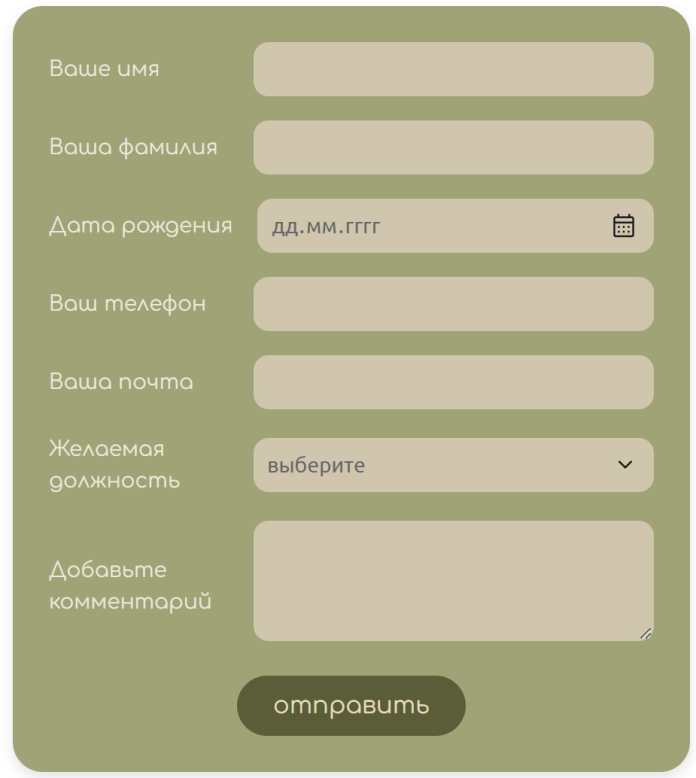 Ваше имя
Ваша фамилия
Дата рождения
дд.мм.гггг
Ваш телефон
Ваша почта
Желаемая
должность
выберите
Добавьте
комментарий
отправить